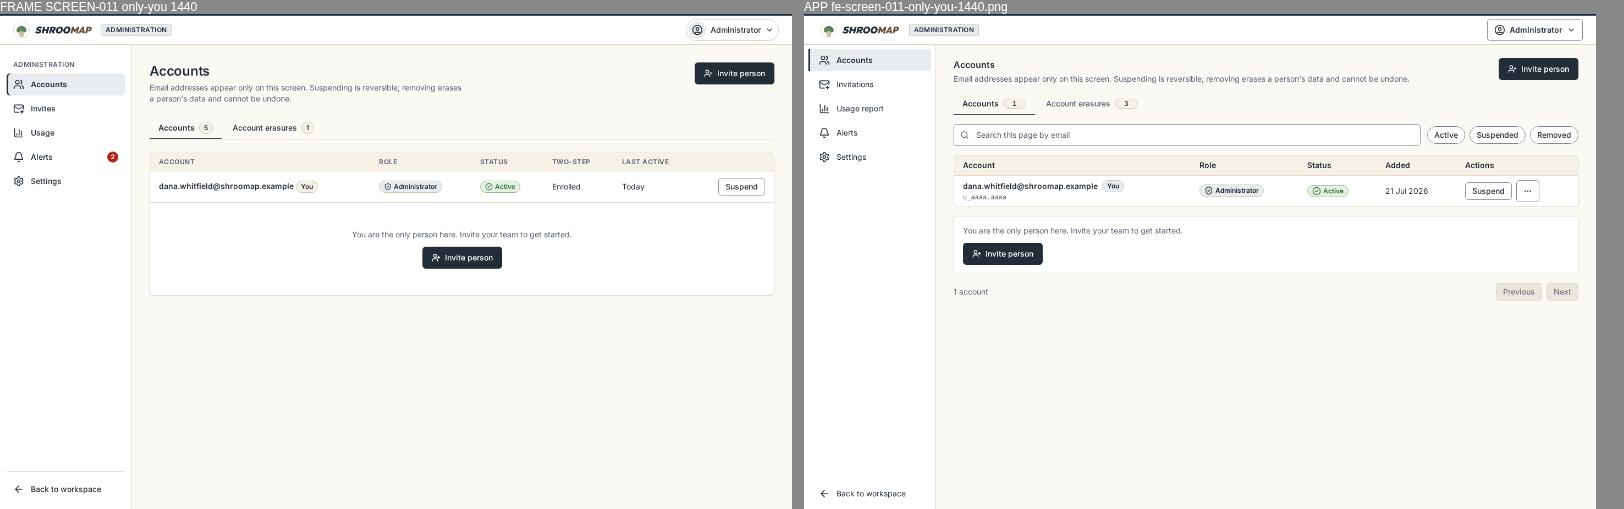 FRAME SCREEN-011 only-you 1440
SHROOMAP ADMINISTRATION Administrator
ADMINISTRATION
Accounts
Invites
Usage
Alerts 2
Settings
Back to workspace
Accounts
Email addresses appear only on this screen. Suspending is reversible; removing erases
a person's data and cannot be undone.
Invite person
Accounts 5 Account erasures 1
ACCOUNT ROLE STATUS TWO-STEP LAST ACTIVE
dana.whitfield@shroomap.example You Administrator Active Enrolled Today Suspend
You are the only person here. Invite your team to get started.
Invite person
APP fe-screen-011-only-you-1440.png
SHROOMAP ADMINISTRATION Administrator
Accounts
Invitations
Usage report
Alerts
Settings
Back to workspace
Accounts
Email addresses appear only on this screen. Suspending is reversible; removing erases a person's data and cannot be undone.
Invite person
Accounts 1 Account erasures 3
Search this page by email Active Suspended Removed
Account Role Status Added Actions
dana.whitfield@shroomap.example You Administrator Active 21 Jul 2026 Suspend ...
u_aaaa…aaaa
You are the only person here. Invite your team to get started.
Invite person
1 account Previous Next